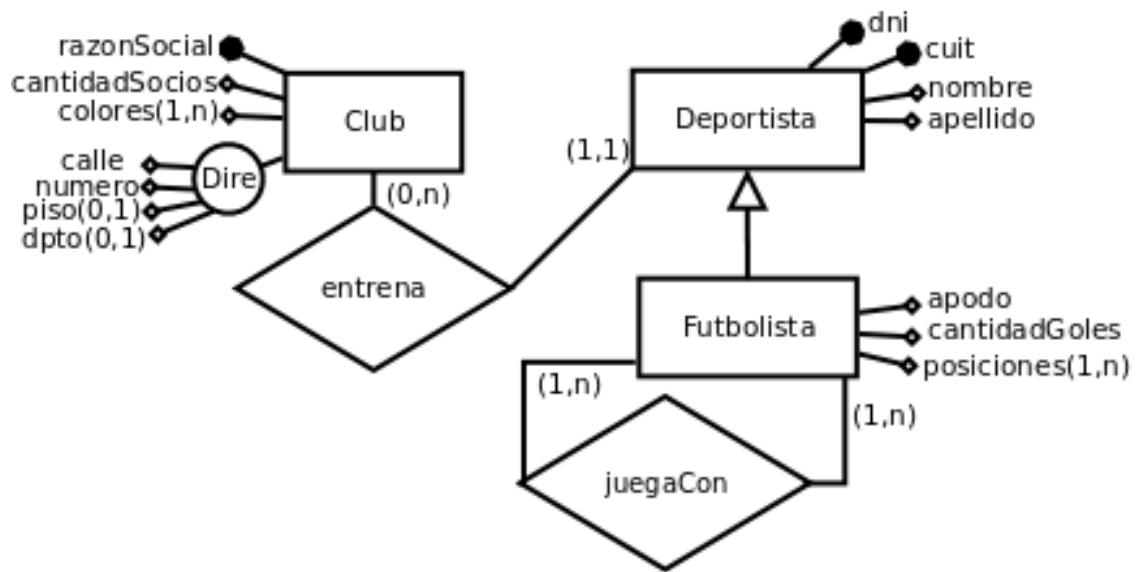 razonSocial
cantidadSocios
colores(1,n)
Club
calle
numero
piso(0,1)
dpto(0,1)
Dire
(0,n)
entrena
(1,1)
Deportista
dni
cuit
nombre
apellido
Futbolista
apodo
cantidadGoles
posiciones(1,n)
(1,n)
(1,n)
juegaCon